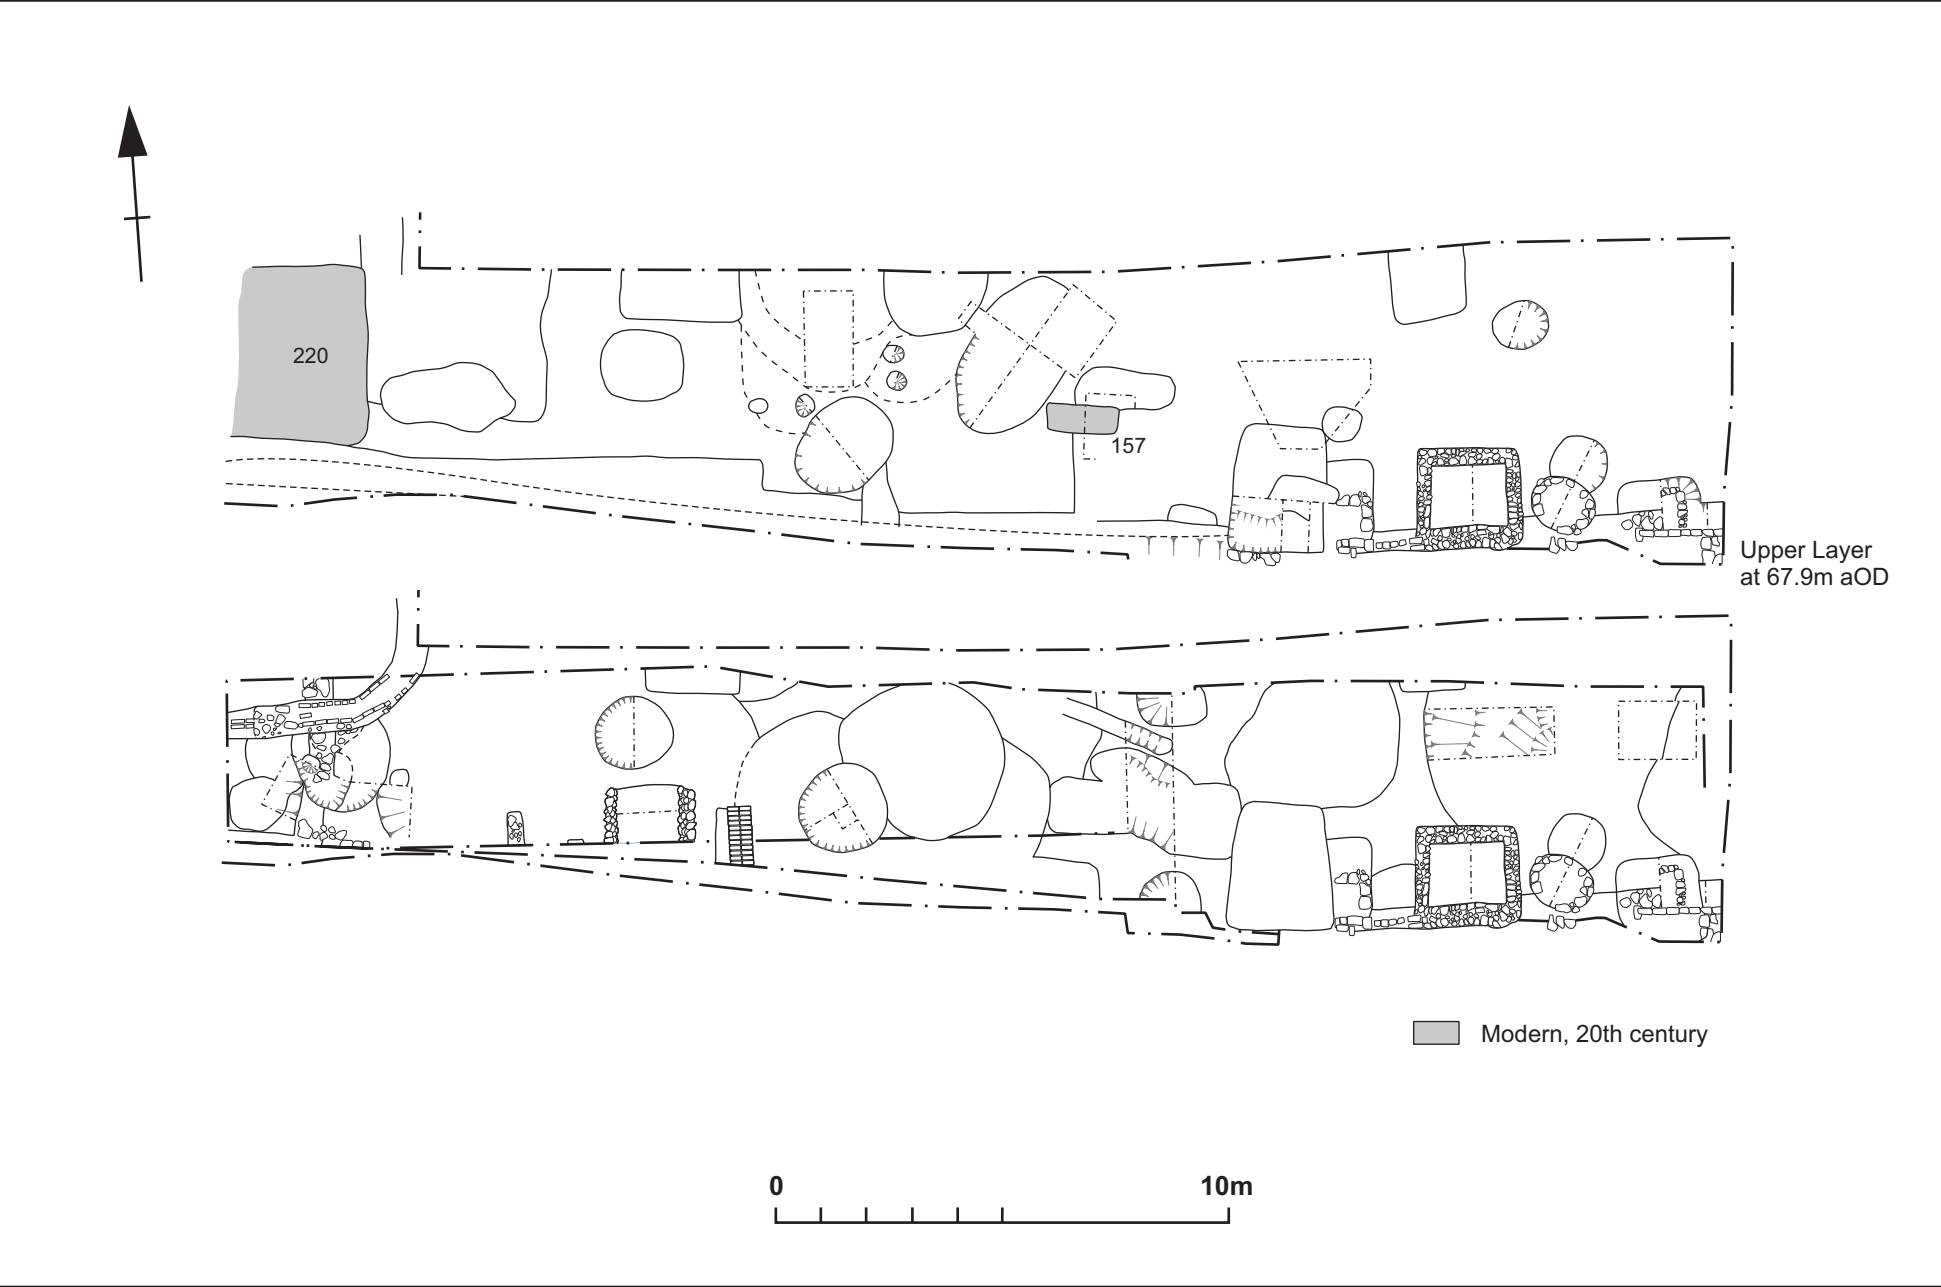 220
157
Upper Layer
at 67.9m aOD
Modern, 20th century
0 10m